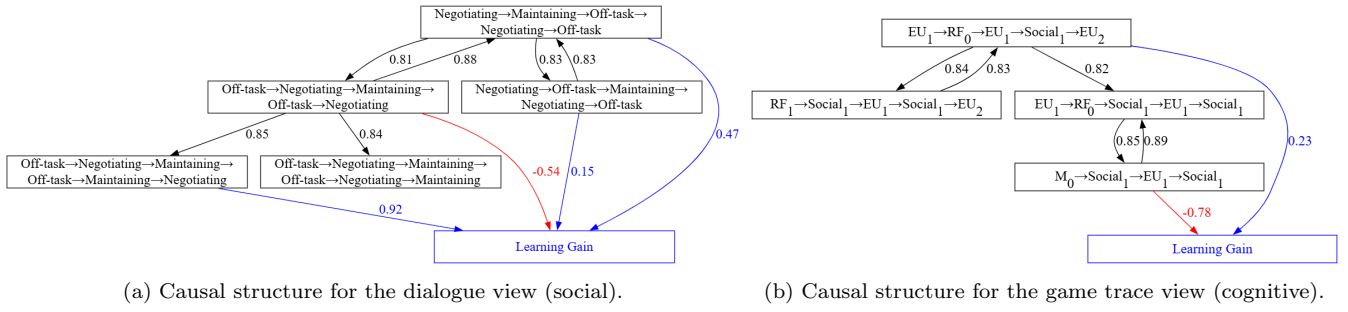 Negotiating→Maintaining→Off-task→
Negotiating→Off-task
0.81
0.88
0.83
0.83
Off-task→Negotiating→Maintaining→
Off-task→Negotiating
Negotiating→Off-task→Maintaining→
Negotiating→Off-task
0.47
0.85
0.84
Off-task→Negotiating→Maintaining→
Off-task→Maintaining→Negotiating
Off-task→Negotiating→Maintaining→
Off-task→Negotiating→Maintaining
-0.54
0.15
0.92
Learning Gain
(a) Causal structure for the dialogue view (social).
EU₁→RF₀→EU₁→Social₁→EU₂
0.84
0.83
0.82
RF₁→Social₁→EU₁→Social₁→EU₂
EU₁→RF₀→Social₁→EU₁→Social₁
0.85
0.89
0.23
M₀→Social₁→EU₁→Social₁
-0.78
Learning Gain
(b) Causal structure for the game trace view (cognitive).